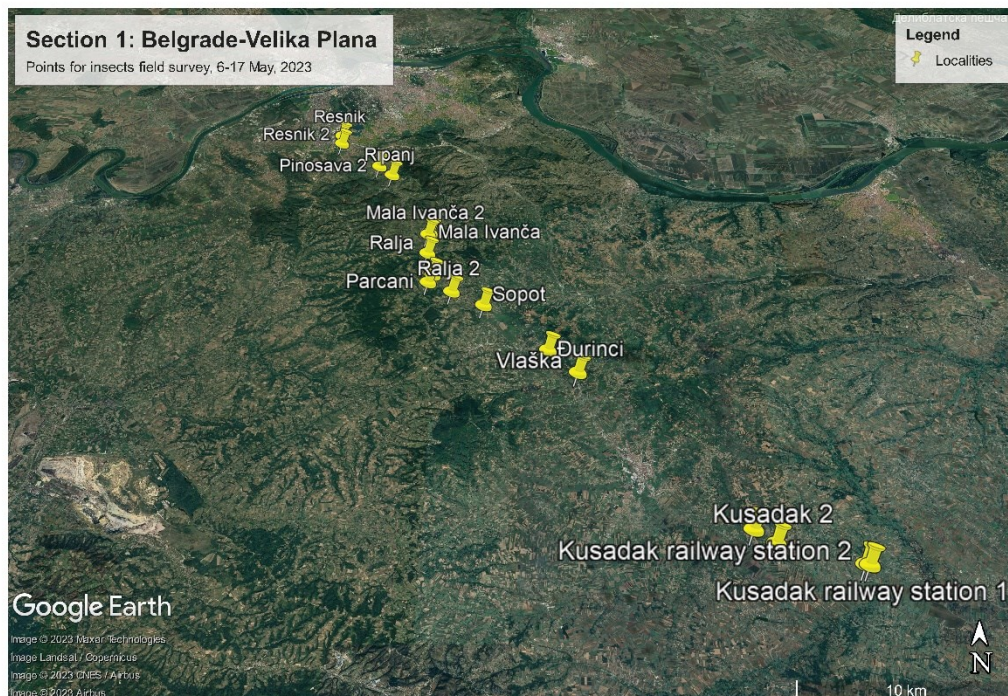 Section 1: Belgrade-Velika Plana
Points for insects field survey, 6-17 May, 2023
Делиблатска пешча
Legend
Localities
Resnik
Resnik 2
Ripanj
Pinosava 2
Mala Ivanča 2
Mala Ivanča
Ralja
Ralja 2
Parcani
Sopot
Đurinci
Vlaška
Kusadak 2
Kusadak railway station 2
Kusadak railway station 1
Google Earth
Image © 2023 Maxar Technologies
Image Landsat / Copernicus
Image © 2023 CNES / Airbus
Image © 2023 Airbus
N
10 km